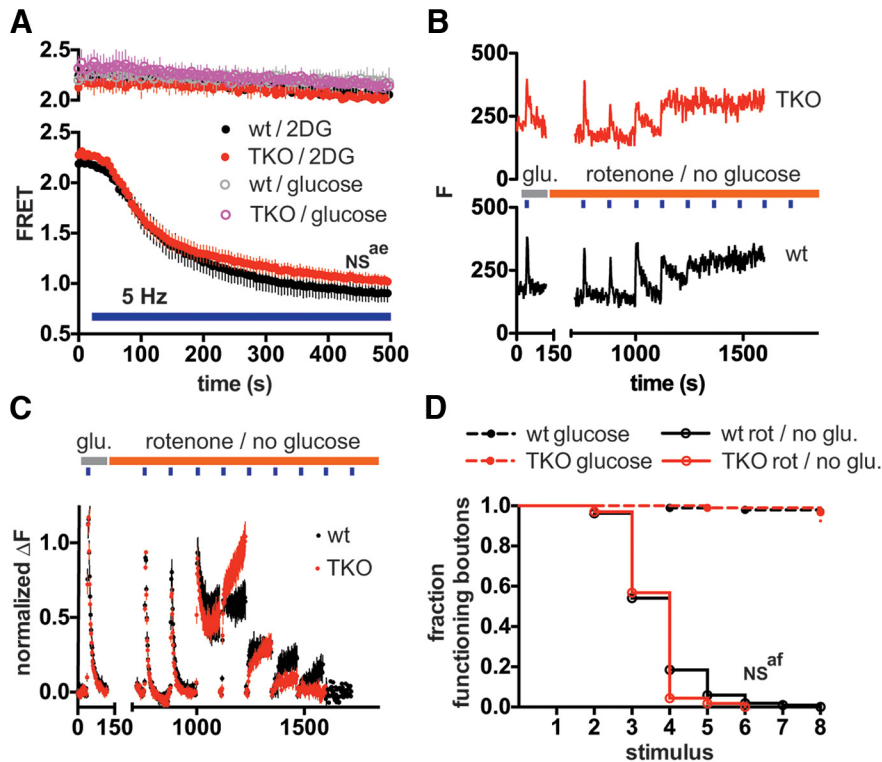 A
2.5
2.0
2.5
2.0
1.5
1.0
0.5
FRET
wt / 2DG
TKO / 2DG
wt / glucose
TKO / glucose
NS ae
5 Hz
0 100 200 300 400 500
time (s)
B
500
250
0
TKO
glu. rotenone / no glucose
F
500
250
0
wt
0 150 1000 1500
time (s)
C
glu. rotenone / no glucose
wt
TKO
1.0
0.5
0.0
normalized ΔF
0 150 1000 1500
D
wt glucose wt rot / no glu.
TKO glucose TKO rot / no glu.
1.0
0.8
0.6
0.4
0.2
0.0
fraction
functioning boutons
NS af
1 2 3 4 5 6 7 8
stimulus